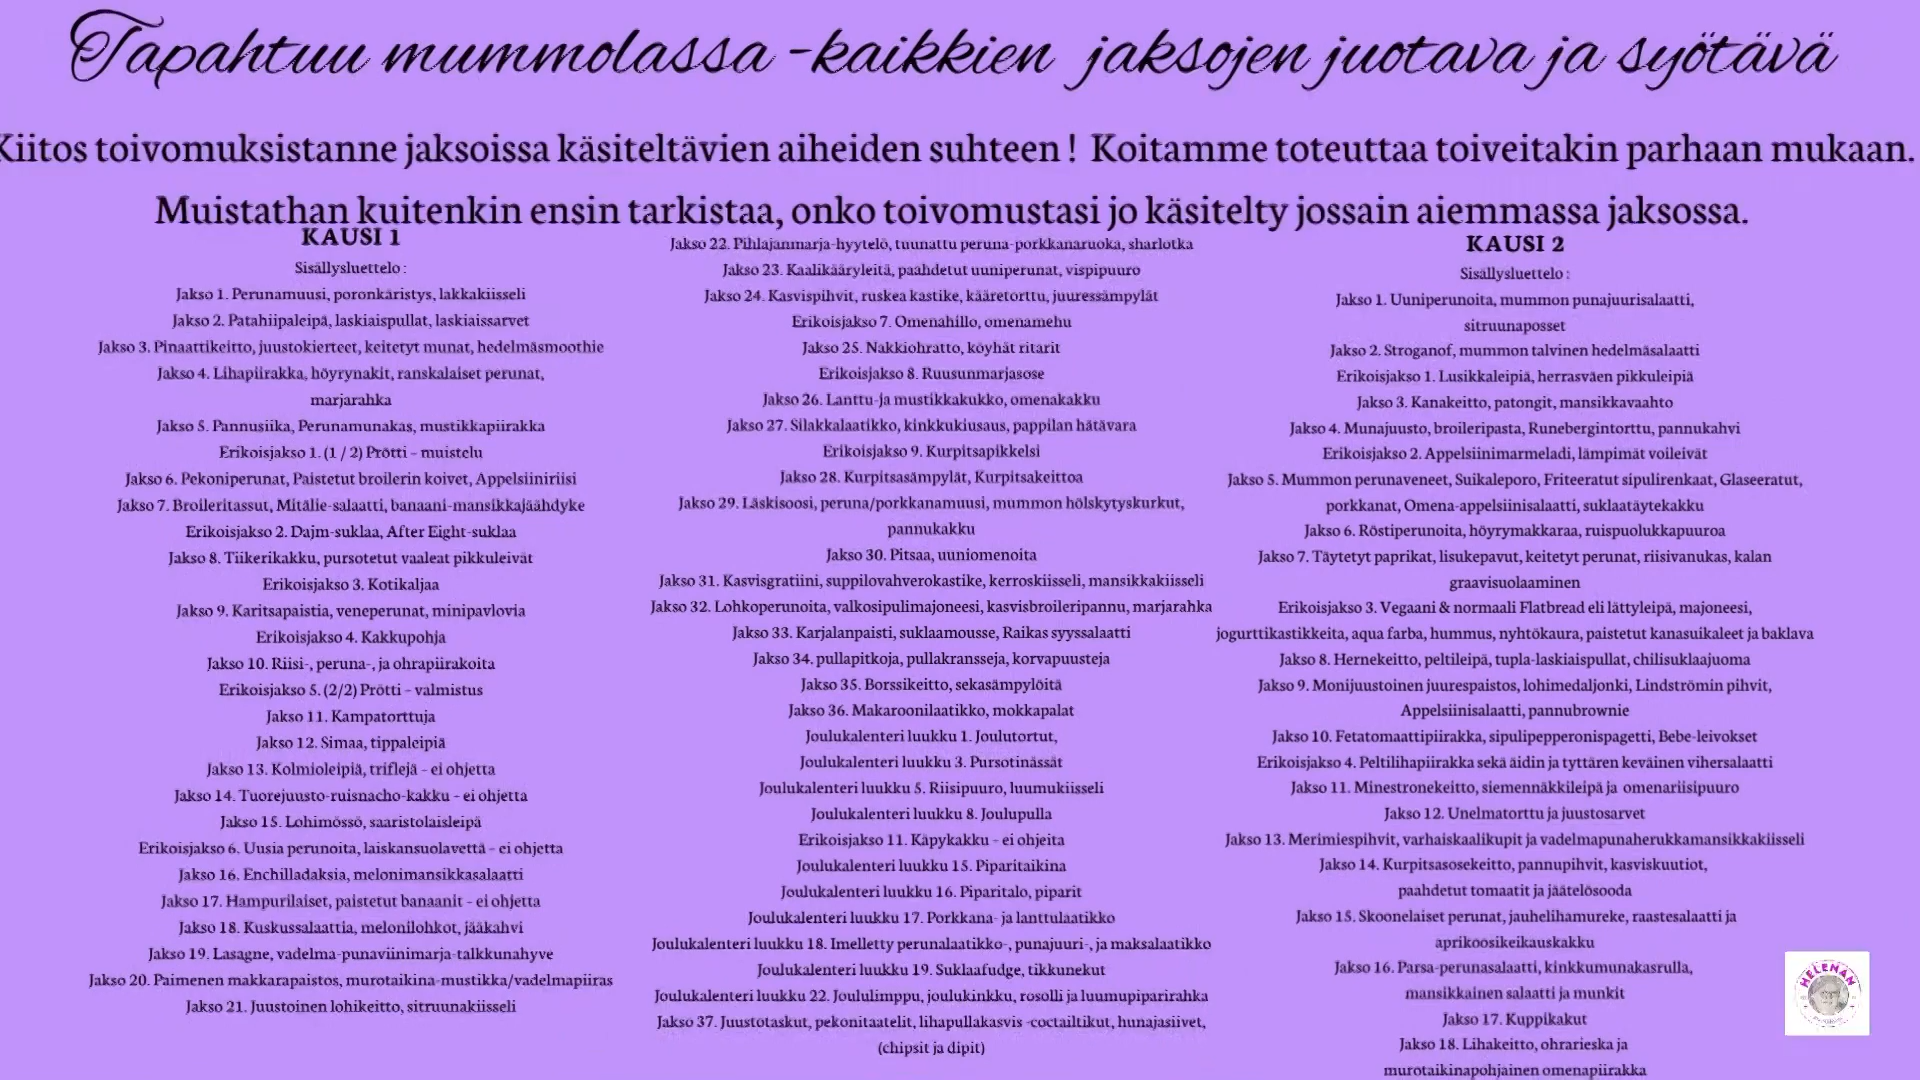 Tapahtuu mummolassa -kaikkien jaksojen juotava ja syötävä
Kiitos toivomuksistanne jaksoissa käsiteltävien aiheiden suhteen ! Koitamme toteuttaa toiveitakin parhaan mukaan.
Muistathan kuitenkin ensin tarkistaa, onko toivomustasi jo käsitelty jossain aiemmassa jaksossa.
KAUSI 1
Sisällysluettelo :
Jakso 1. Perunamuusi, poronkäristys, lakkakiisseli
Jakso 2. Patahiipaleipä, laskiaispullat, laskiaissarvet
Jakso 3. Pinaattikeitto, juustokierteet, keitetyt munat, hedelmäsmoothie
Jakso 4. Lihapiirakka, höyrynakit, ranskalaiset perunat,
marjarahka
Jakso 5. Pannusiika, Perunamunakas, mustikkapiirakka
Erikoisjakso 1. (1 / 2) Prötti – muistelu
Jakso 6. Pekoniperunat, Paistetut broilerin koivet, Appelsiiniriisi
Jakso 7. Broileritassut, Mitälie-salaatti, banaani-mansikkajäähdyke
Erikoisjakso 2. Dajm-suklaa, After Eight-suklaa
Jakso 8. Tiikerikakku, pursotetut vaaleat pikkuleivät
Erikoisjakso 3. Kotikaljaa
Jakso 9. Karitsapaistia, veneperunat, minipavlovia
Erikoisjakso 4. Kakkupohja
Jakso 10. Riisi-, peruna-, ja ohrapiirakoita
Erikoisjakso 5. (2/2) Prötti – valmistus
Jakso 11. Kampatorttuja
Jakso 12. Simaa, tippaleipiä
Jakso 13. Kolmioleipiä, triflejä – ei ohjetta
Jakso 14. Tuorejuusto-ruisnacho-kakku – ei ohjetta
Jakso 15. Lohimössö, saaristolaisleipä
Erikoisjakso 6. Uusia perunoita, laiskansuolavettä – ei ohjetta
Jakso 16. Enchilladaksia, melonimansikkasalaatti
Jakso 17. Hampurilaiset, paistetut banaanit – ei ohjetta
Jakso 18. Kuskussalaattia, melonilohkot, jääkahvi
Jakso 19. Lasagne, vadelma-punaviinimarja-talkkunahyve
Jakso 20. Paimenen makkarapaistos, murotaikina-mustikka/vadelmapiiras
Jakso 21. Juustoinen lohikeitto, sitruunakiisseli
Jakso 22. Pihlajanmarja-hyytelö, tuunattu peruna-porkkanaruoka, sharlotka
Jakso 23. Kaalikääryleitä, paahdetut uuniperunat, vispipuuro
Jakso 24. Kasvispihvit, ruskea kastike, kääretorttu, juuressämpylät
Erikoisjakso 7. Omenahillo, omenamehu
Jakso 25. Nakkiohratto, köyhät ritarit
Erikoisjakso 8. Ruusunmarjasose
Jakso 26. Lanttu-ja mustikkakukko, omenakakku
Jakso 27. Silakkalaatikko, kinkkukiusaus, pappilan hätävara
Erikoisjakso 9. Kurpitsapikkelsi
Jakso 28. Kurpitsasämpylät, Kurpitsakeittoa
Jakso 29. Läskisoosi, peruna/porkkanamuusi, mummon hölskytyskurkut,
pannukakku
Jakso 30. Pitsaa, uuniomenoita
Jakso 31. Kasvisgratiini, suppilovahverokastike, kerroskiisseli, mansikkakiisseli
Jakso 32. Lohkoperunoita, valkosipulimajoneesi, kasvisbroileripannu, marjarahka
Jakso 33. Karjalanpaisti, suklaamousse, Raikas syyssalaatti
Jakso 34. pullapitkoja, pullakransseja, korvapuusteja
Jakso 35. Borssikeitto, sekasämpylöitä
Jakso 36. Makaroonilaatikko, mokkapalat
Joulukalenteri luukku 1. Joulutortut,
Joulukalenteri luukku 3. Pursotinässät
Joulukalenteri luukku 5. Riisipuuro, luumukiisseli
Joulukalenteri luukku 8. Joulupulla
Erikoisjakso 11. Käpykakku – ei ohjeita
Joulukalenteri luukku 15. Piparitaikina
Joulukalenteri luukku 16. Piparitalo, piparit
Joulukalenteri luukku 17. Porkkana- ja lanttulaatikko
Joulukalenteri luukku 18. Imelletty perunalaatikko-, punajuuri-, ja maksalaatikko
Joulukalenteri luukku 19. Suklaafudge, tikkunekut
Joulukalenteri luukku 22. Joululimppu, joulukinkku, rosolli ja luumupiparirahka
Jakso 37. Juustotaskut, pekonitaatelit, lihapullakasvis -coctailtikut, hunajasiivet,
(chipsit ja dipit)
KAUSI 2
Sisällysluettelo :
Jakso 1. Uuniperunoita, mummon punajuurisalaatti,
sitruunaposset
Jakso 2. Stroganof, mummon talvinen hedelmäsalaatti
Erikoisjakso 1. Lusikkaleipiä, herrasväen pikkuleipiä
Jakso 3. Kanakeitto, patongit, mansikkavaahto
Jakso 4. Munajuusto, broileripasta, Runebergintorttu, pannukahvi
Erikoisjakso 2. Appelsiinimarmeladi, lämpimät voileivät
Jakso 5. Mummon perunaveneet, Suikaleporo, Friteeratut sipulirenkaat, Glaseeratut,
porkkanat, Omena-appelsiinisalaatti, suklaatäytekakku
Jakso 6. Röstiperunoita, höyrymakkaraa, ruispuolukkapuuroa
Jakso 7. Täytetyt paprikat, lisukepavut, keitetyt perunat, riisivanukas, kalan
graavisuolaaminen
Erikoisjakso 3. Vegaani & normaali Flatbread eli lättyleipä, majoneesi,
jogurttikastikkeita, aqua farba, hummus, nyhtökaura, paistetut kanasuikaleet ja baklava
Jakso 8. Hernekeitto, peltileipä, tupla-laskiaispullat, chilisuklaajuoma
Jakso 9. Monijuustoinen juurespaistos, lohimedaljonki, Lindströmin pihvit,
Appelsiinisalaatti, pannubrownie
Jakso 10. Fetatomaattipiirakka, sipulipepperonispagetti, Bebe-leivokset
Erikoisjakso 4. Peltilihapiirakka sekä äidin ja tyttären keväinen vihersalaatti
Jakso 11. Minestronekeitto, siemennäkkileipä ja omenariisipuuro
Jakso 12. Unelmatorttu ja juustosarvet
Jakso 13. Merimiespihvit, varhaiskaalikupit ja vadelmapunaherukkamansikkakiisseli
Jakso 14. Kurpitsasosekeitto, pannupihvit, kasviskuutiot,
paahdetut tomaatit ja jäätelösooda
Jakso 15. Skoonelaiset perunat, jauhelihamureke, raastesalaatti ja
aprikoosikeikauskakku
Jakso 16. Parsa-perunasalaatti, kinkkumunakasrulla,
mansikkainen salaatti ja munkit
Jakso 17. Kuppikakut
Jakso 18. Lihakeitto, ohrarieska ja
murotaikinapohjainen omenapiirakka
HELENAN